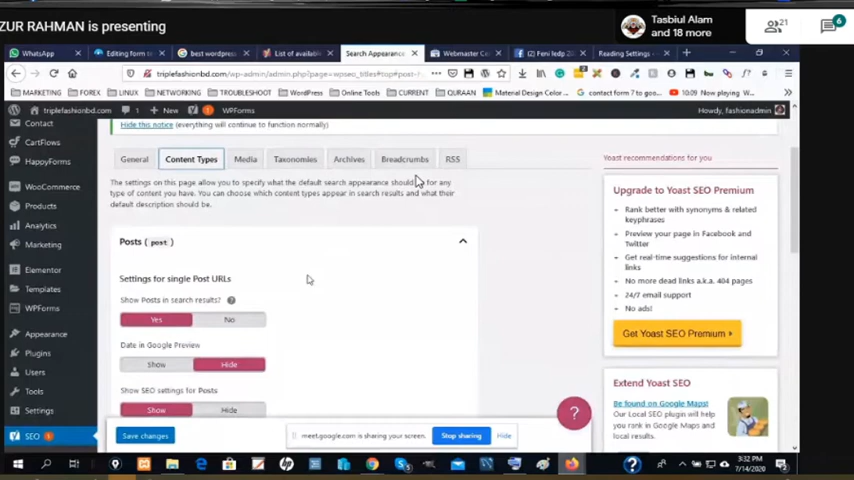 ZUR RAHMAN is presenting
Tasbiul Alam
and 18 more
21
6
WhatsApp
Editing form
best wordpress
List of available
Search Appearance
Webmaster
Feni ledp
Reading Settings
triplefashionbd.com/wp-admin/admin.php?page=wpseo_titles#top#post-
MARKETING
FOREX
LINUX
NETWORKING
TROUBLESHOOTING
WordPress
Online Tools
CURRENT
QURAAN
Material Design Color
contact form 7
10:09 Now playing
triplefashionbd.com
1
+ New
WPForms
Howdy, fashionadmin
Contact
CartFlows
HappyForms
WooCommerce
Products
Analytics
Marketing
Elementor
Templates
WPForms
Appearance
Plugins
Users
Tools
Settings
SEO 1
Hide this notice (everything will continue to function normally)
General
Content Types
Media
Taxonomies
Archives
Breadcrumbs
RSS
The settings on this page allow you to specify what the default search appearance should be for any
type of content you have. You can choose which content types appear in search results and what their
default description should be.
Posts ( post )
Settings for single Post URLs
Show Posts in search results?
Yes No
Date in Google Preview
Show Hide
Show SEO settings for Posts
Show Hide
Save changes
meet.google.com is sharing your screen.
Stop sharing
Hide
Yoast recommendations for you
Upgrade to Yoast SEO Premium
Rank better with synonyms & related
keyphrases
Preview your page in Facebook and
Twitter
Get real-time suggestions for internal
links
No more dead links a.k.a. 404 pages
24/7 email support
No ads!
Get Yoast SEO Premium
Extend Yoast SEO
Be found on Google Maps!
Our Local SEO plugin will help
you rank in Google Maps and
local results.
?
3:32 PM
7/14/2020